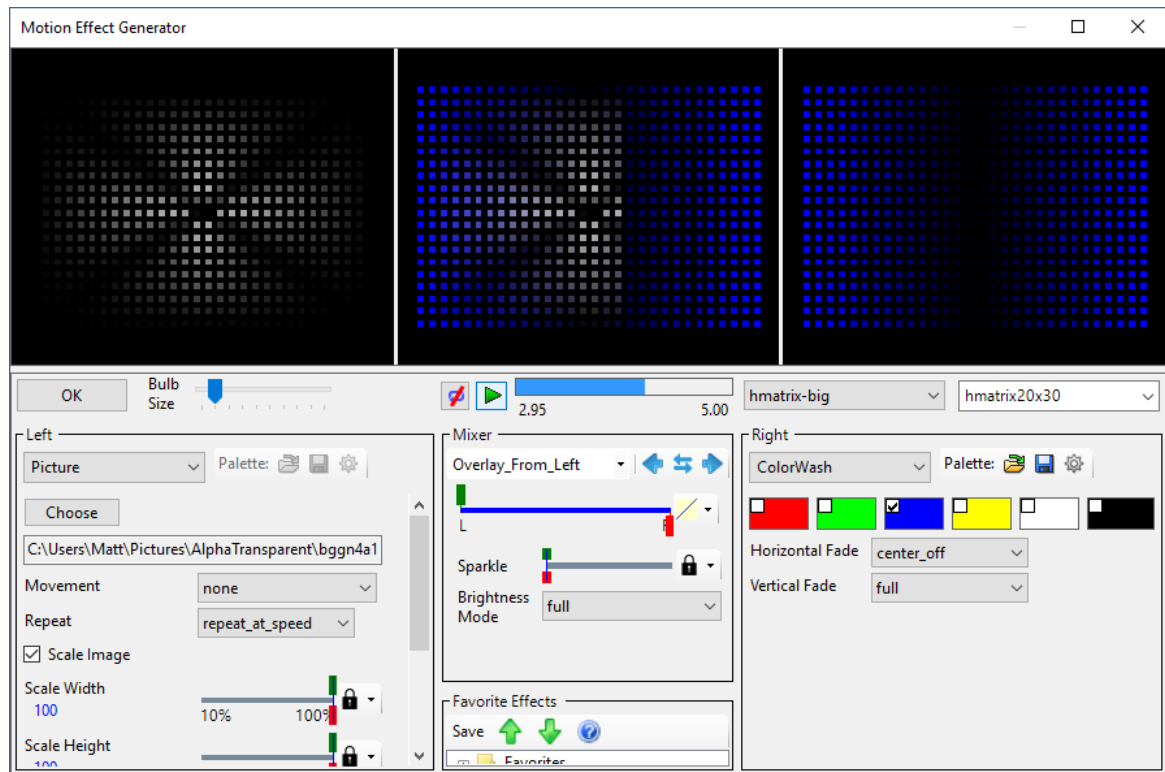 Motion Effect Generator
OK
Bulb
Size
2.95
5.00
hmatrix-big
hmatrix20x30
Left
Picture
Palette:
Choose
C:\Users\Matt\Pictures\AlphaTransparent\bggn4a1
Movement
none
Repeat
repeat_at_speed
Scale Image
Scale Width
100
10%
100%
Scale Height
100
Mixer
Overlay_From_Left
L
Sparkle
Brightness
Mode
full
Favorite Effects
Save
Favorites
Right
ColorWash
Palette:
Horizontal Fade
center_off
Vertical Fade
full